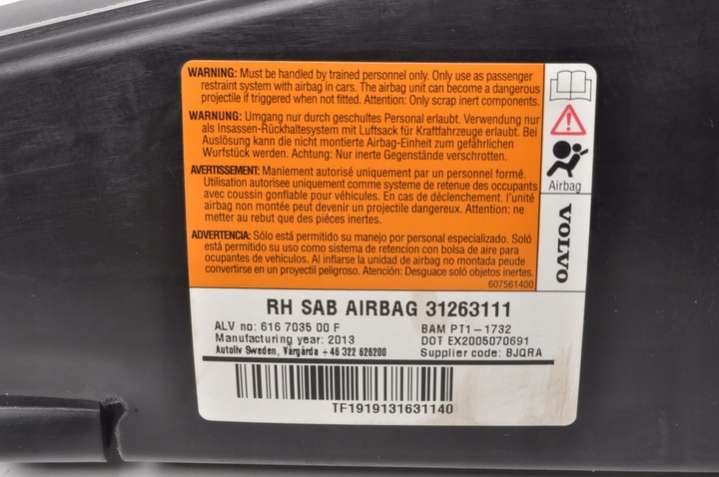 WARNING: Must be handled by trained personnel only. Only use as passenger
restraint system with airbag in cars. The airbag unit can become a dangerous
projectile if triggered when not fitted. Attention: Only scrap inert components.
WARNUNG: Umgang nur durch geschultes Personal erlaubt. Verwendung nur
als Insassen-Rückhaltesystem mit Luftsack für Kraftfahrzeuge erlaubt. Bei
Auslösung kann die nicht montierte Airbag-Einheit zum gefährlichen
Wurfstück werden. Achtung: Nur inerte Gegenstände verschrotten.
AVERTISSEMENT: Maniement autorisé uniquement par un personnel formé.
Utilisation autorisee uniquement comme systeme de retenue des occupants
avec coussin gonflable pour véhicules. En cas de déclenchement. l'unité
airbag non montée peut devenir un projectile dangereux. Attention: ne
metter au rebut que des piéces inertes.
ADVERTENCIA: Sólo está permitido su manejo por personal especializado. Soló
está permitido su uso como sistema de retencion con bolsa de aire para
ocupantes de vehículos. Al inflarse la unidad de airbag no montada peude
convertirse en un proyectil peligroso. Atención: Desguace soló objetos inertes.
607561400
Airbag
VOLVO
RH SAB AIRBAG 31263111
ALV no: 616 7035 00 F BAM PT1-1732
Manufacturing year: 2013 DOT EX2005070691
Autoliv Sweden, Vårgårda +46 322 626200 Supplier code: BJQRA
TF1919131631140